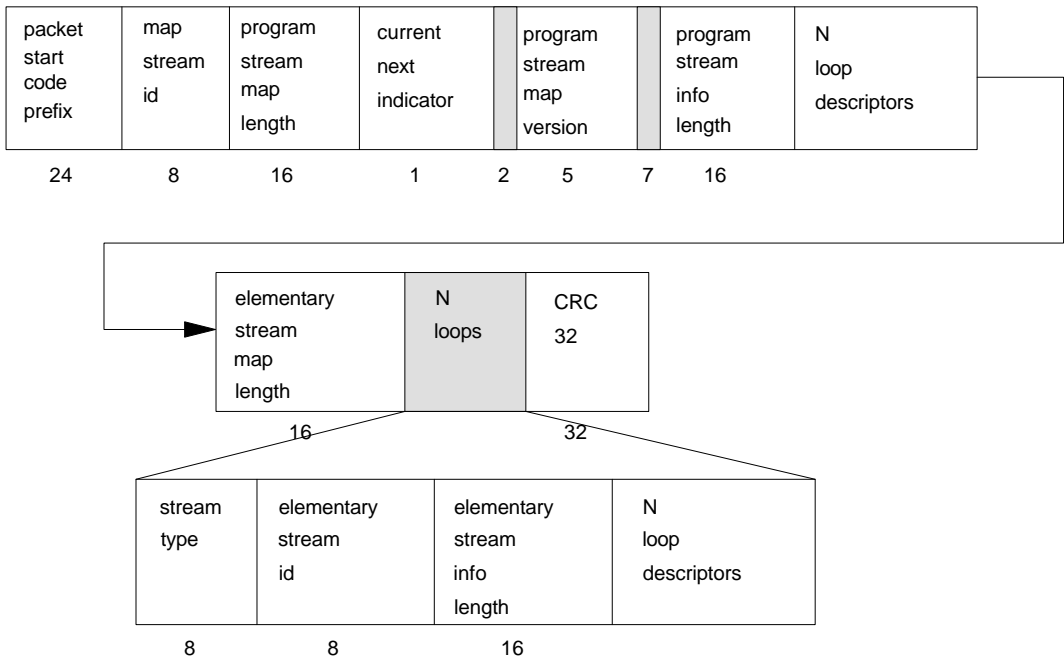 packet
start
code
prefix
map
stream
id
program
stream
map
length
current
next
indicator
program
stream
map
version
program
stream
info
length
N
loop
descriptors
24
8
16
1
2
5
7
16
elementary
stream
map
length
N
loops
CRC
32
16
32
stream
type
elementary
stream
id
elementary
stream
info
length
N
loop
descriptors
8
8
16